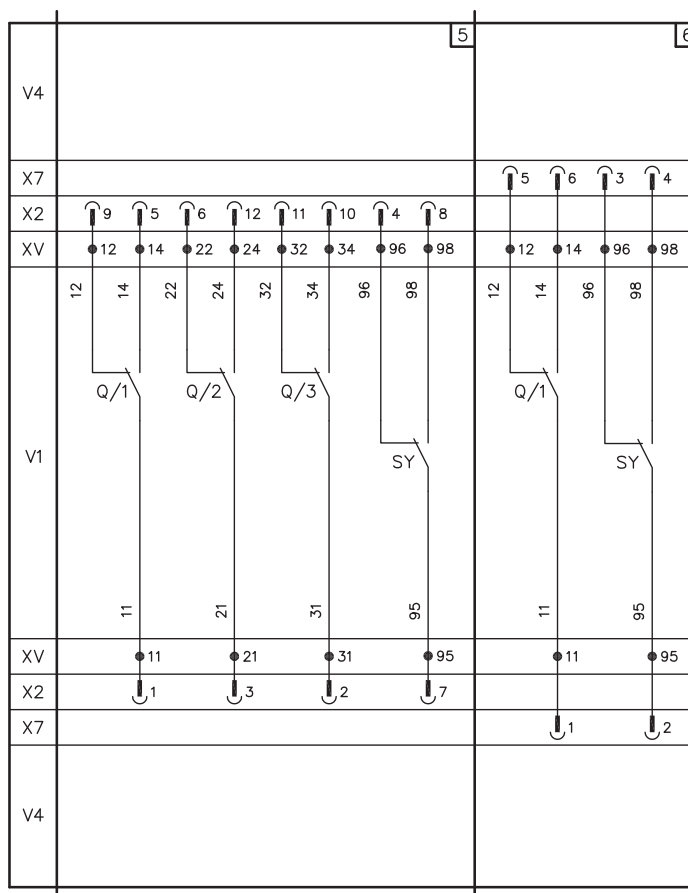 5 6
V4
X7 5 6 3 4
X2 9 5 6 12 11 10 4 8
XV 12 14 22 24 32 34 96 98 12 14 96 98
12 14 22 24 32 34 96 98 12 14 96 98
Q/1 Q/2 Q/3 Q/1
V1 SY SY
11 21 31 95 11 95
XV 11 21 31 95 11 95
X2 1 3 2 7
X7 1 2
V4